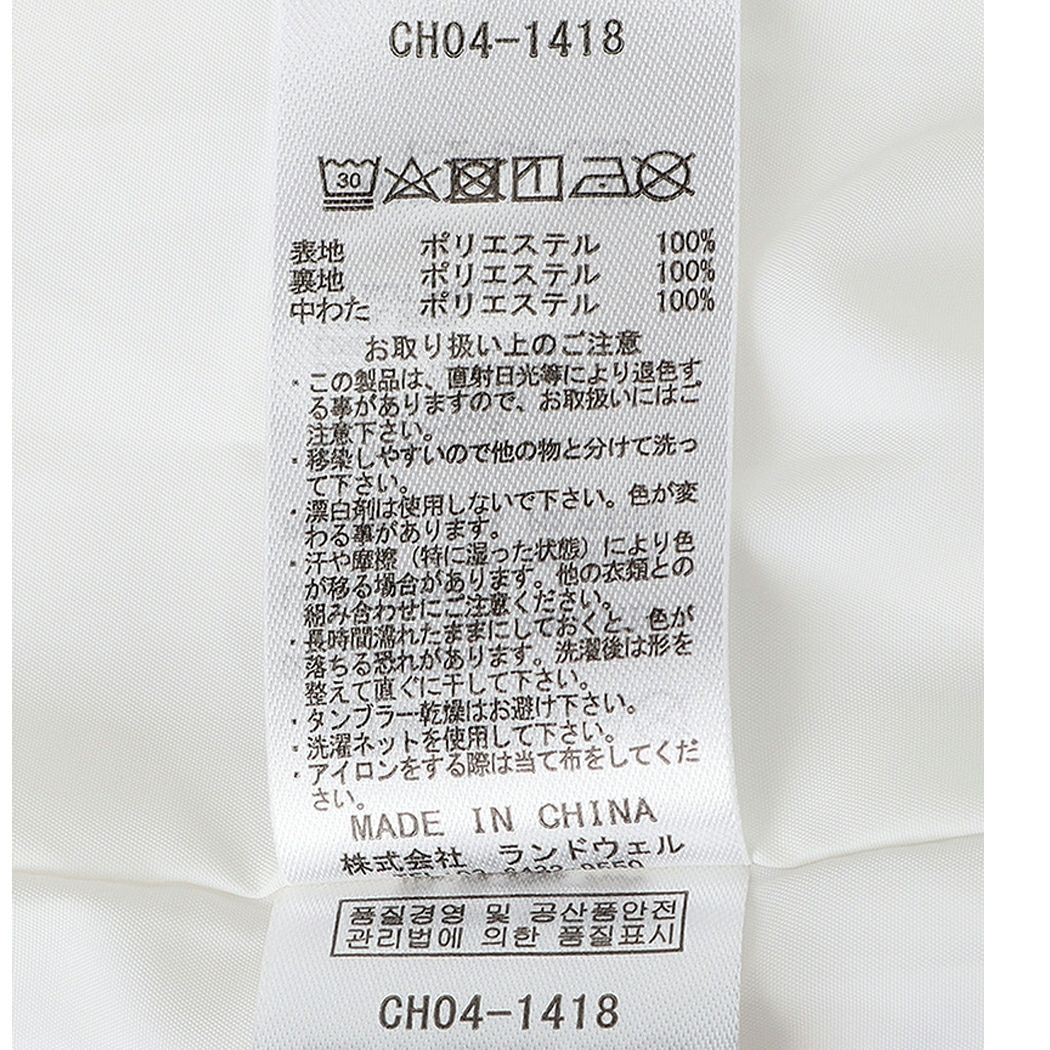 CH04-1418
30
表地 ポリエステル 100%
裏地 ポリエステル 100%
中わた ポリエステル 100%
お取り扱い上のご注意
・この製品は、直射日光等により退色す
る事がありますので、お取扱いにはご
注意下さい。
・移染しやすいので他の物と分けて洗っ
て下さい。
・漂白剤は使用しないで下さい。色が変
わる事があります。
・汗や摩擦（特に湿った状態）により色
が移る場合があります。他の衣類との
組み合わせにご注意ください。
・長時間濡れたままにしておくと、色が
落ちる恐れがあります。洗濯後は形を
整えて直ぐに干して下さい。
・タンブラー乾燥はお避け下さい。
・洗濯ネットを使用して下さい。
・アイロンをする際は当て布をしてくだ
さい。
MADE IN CHINA
株式会社 ランドウェル
품질경영 및 공산품안전
관리법에 의한 품질표시
CH04-1418